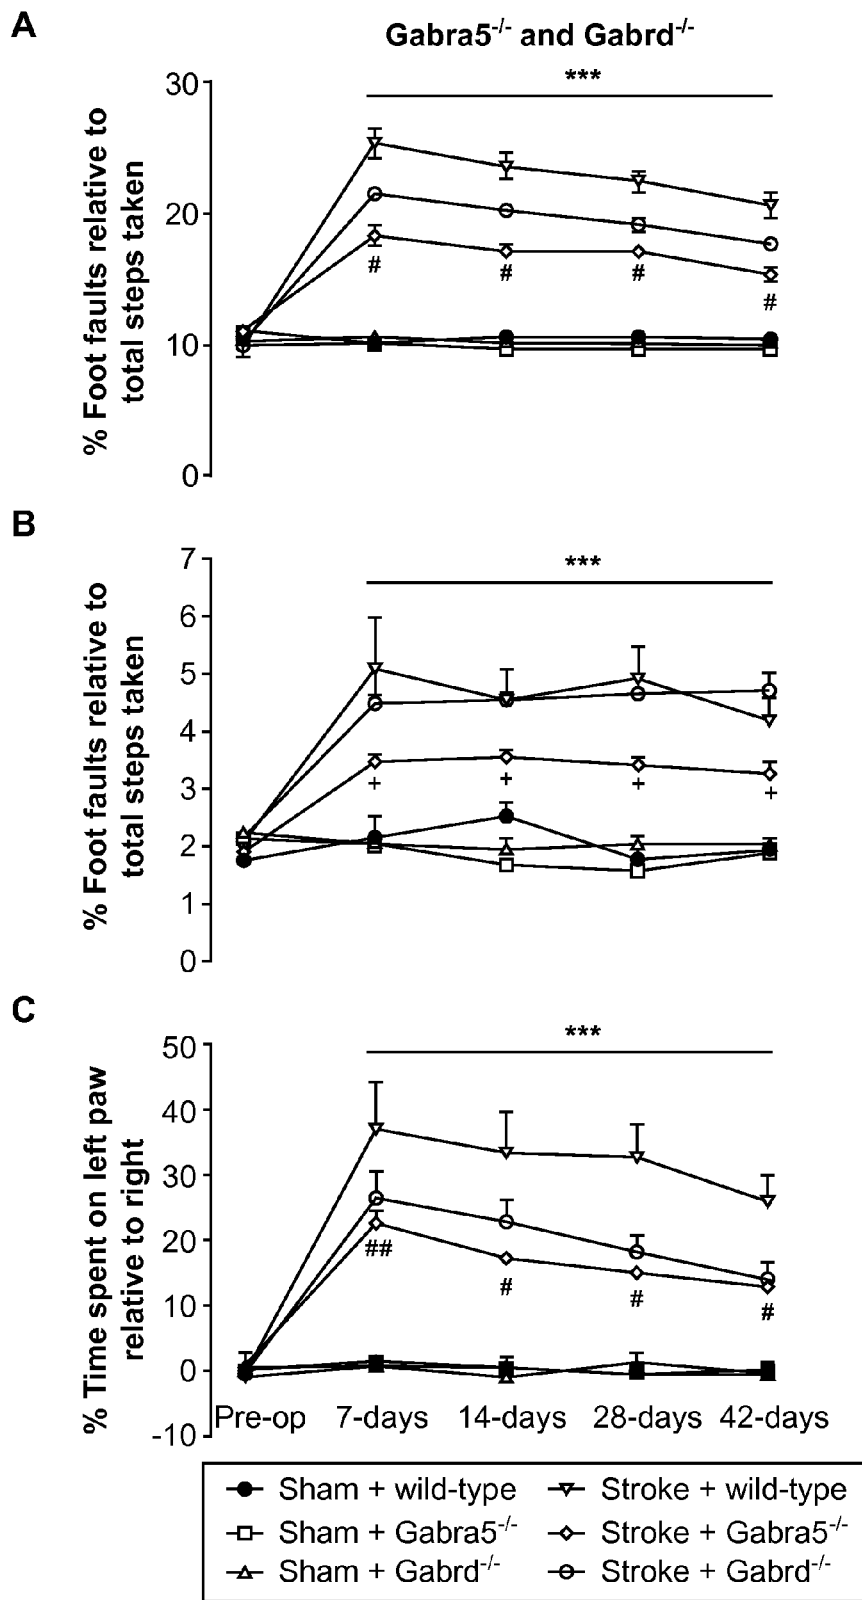 A
Gabra5-/- and Gabrd-/-
***
% Foot faults relative to
total steps taken
30
20
10
0
#
#
#
#
B
***
% Foot faults relative to
total steps taken
7
6
5
4
3
2
1
0
+
+
+
+
C
***
% Time spent on left paw
relative to right
50
40
30
20
10
0
-10
##
#
#
#
Pre-op 7-days 14-days 28-days 42-days
Sham + wild-type
Stroke + wild-type
Sham + Gabra5-/-
Stroke + Gabra5-/-
Sham + Gabrd-/-
Stroke + Gabrd-/-